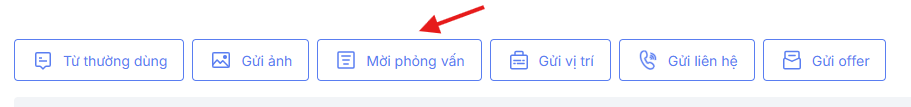 Từ thường dùng Gửi ảnh Mời phỏng vấn Gửi vị trí Gửi liên hệ Gửi offer